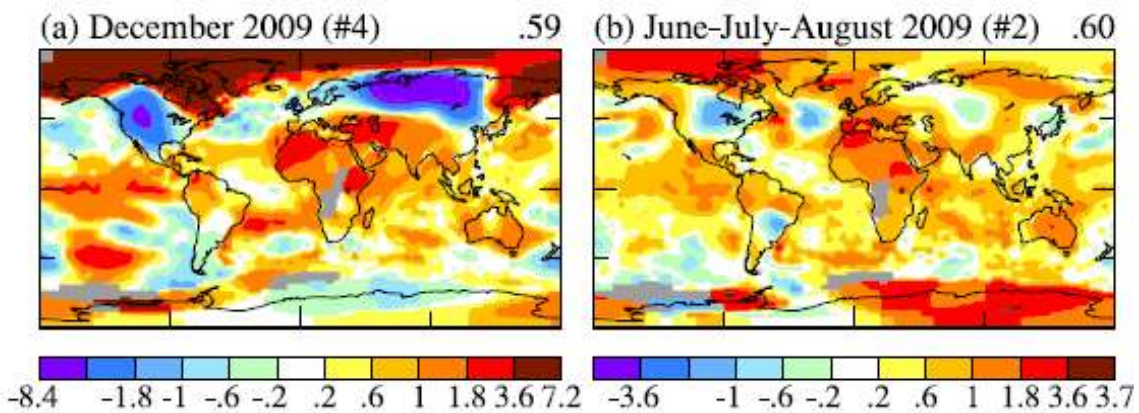 (a) December 2009 (#4) .59
(b) June-July-August 2009 (#2) .60
-8.4 -1.8 -1 -.6 -.2 .2 .6 1 1.8 3.6 7.2
-3.6 -1 -.6 -.2 .2 .6 1 1.8 3.6 3.7